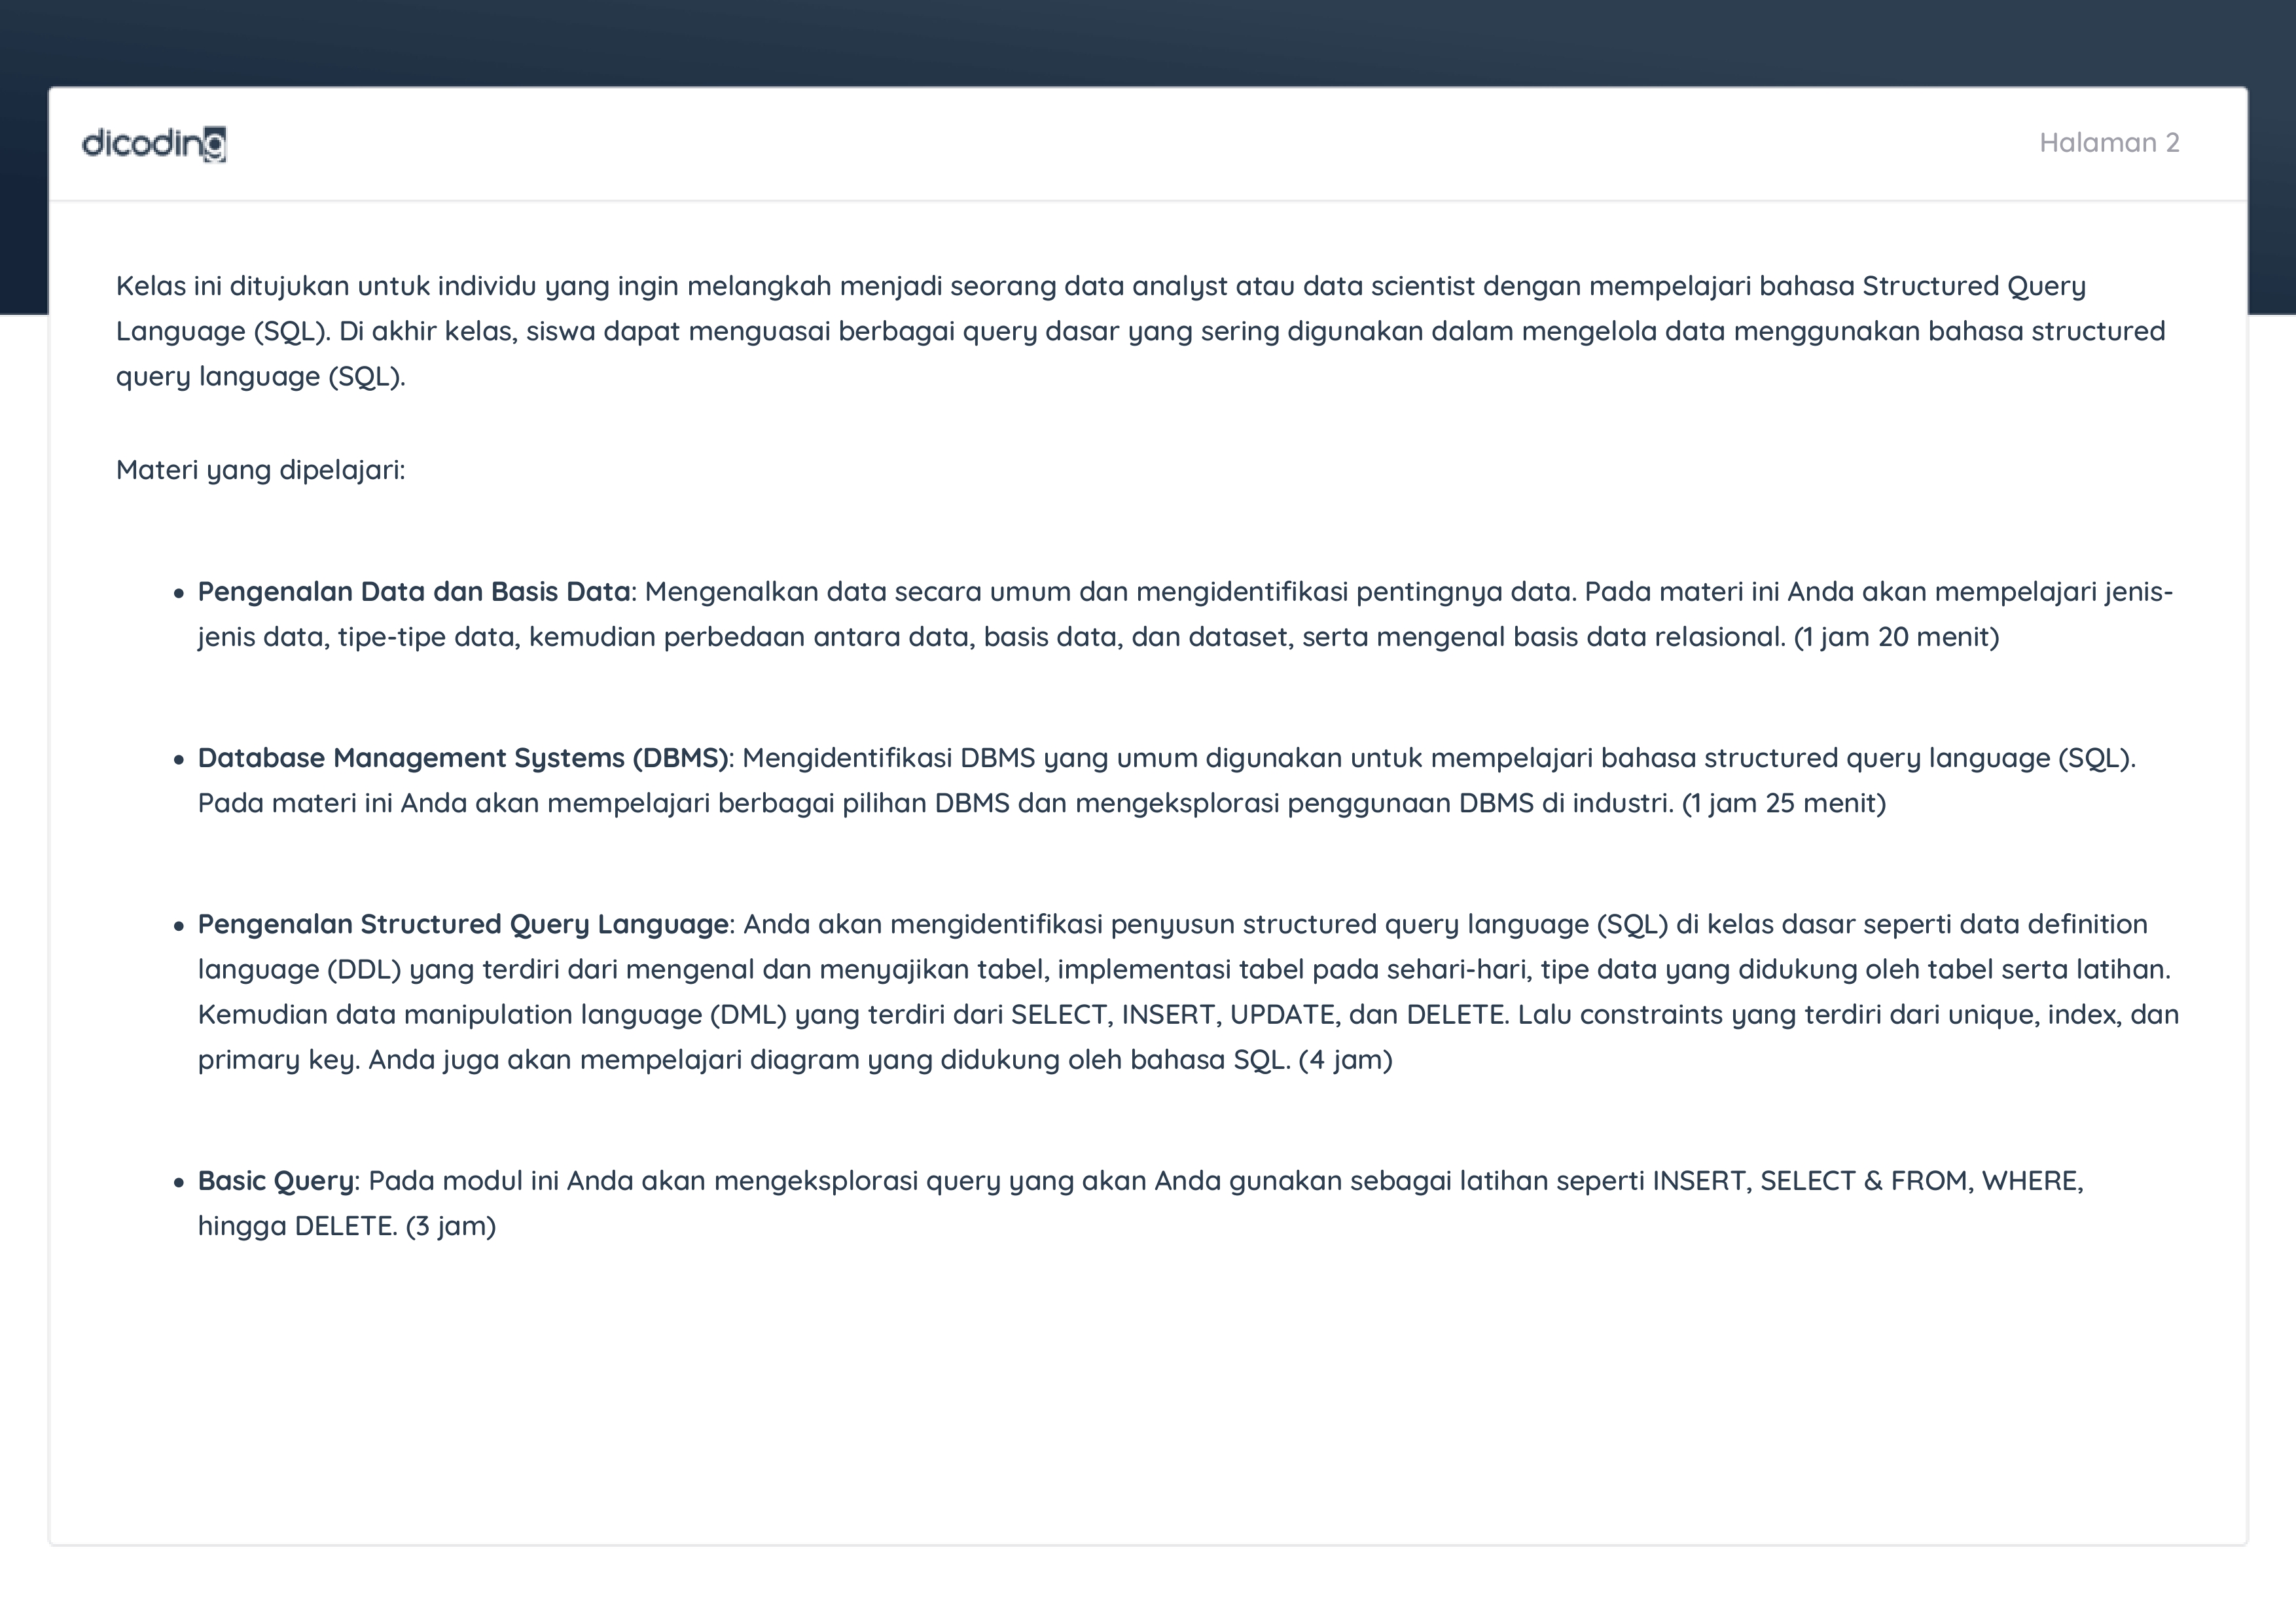 dicoding
Halaman 2
Kelas ini ditujukan untuk individu yang ingin melangkah menjadi seorang data analyst atau data scientist dengan mempelajari bahasa Structured Query
Language (SQL). Di akhir kelas, siswa dapat menguasai berbagai query dasar yang sering digunakan dalam mengelola data menggunakan bahasa structured
query language (SQL).
Materi yang dipelajari:
• Pengenalan Data dan Basis Data: Mengenalkan data secara umum dan mengidentifikasi pentingnya data. Pada materi ini Anda akan mempelajari jenis-
jenis data, tipe-tipe data, kemudian perbedaan antara data, basis data, dan dataset, serta mengenal basis data relasional. (1 jam 20 menit)
• Database Management Systems (DBMS): Mengidentifikasi DBMS yang umum digunakan untuk mempelajari bahasa structured query language (SQL).
Pada materi ini Anda akan mempelajari berbagai pilihan DBMS dan mengeksplorasi penggunaan DBMS di industri. (1 jam 25 menit)
• Pengenalan Structured Query Language: Anda akan mengidentifikasi penyusun structured query language (SQL) di kelas dasar seperti data definition
language (DDL) yang terdiri dari mengenal dan menyajikan tabel, implementasi tabel pada sehari-hari, tipe data yang didukung oleh tabel serta latihan.
Kemudian data manipulation language (DML) yang terdiri dari SELECT, INSERT, UPDATE, dan DELETE. Lalu constraints yang terdiri dari unique, index, dan
primary key. Anda juga akan mempelajari diagram yang didukung oleh bahasa SQL. (4 jam)
• Basic Query: Pada modul ini Anda akan mengeksplorasi query yang akan Anda gunakan sebagai latihan seperti INSERT, SELECT & FROM, WHERE,
hingga DELETE. (3 jam)